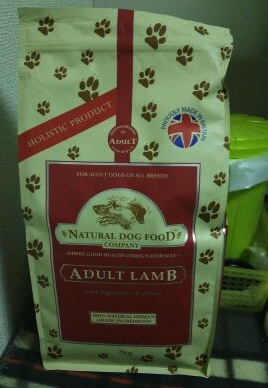 HOLISTIC PRODUCT
ADULT
PROUDLY MADE IN BRITAIN
FOR ADULT DOGS OF ALL BREEDS
NATURAL DOG FOOD
COMPANY
WHERE GOOD HEALTH COMES NATURALLY
ADULT LAMB
with Vegetables & Herbs
100% NATURAL HUMAN
GRADE INGREDIENTS
2kg